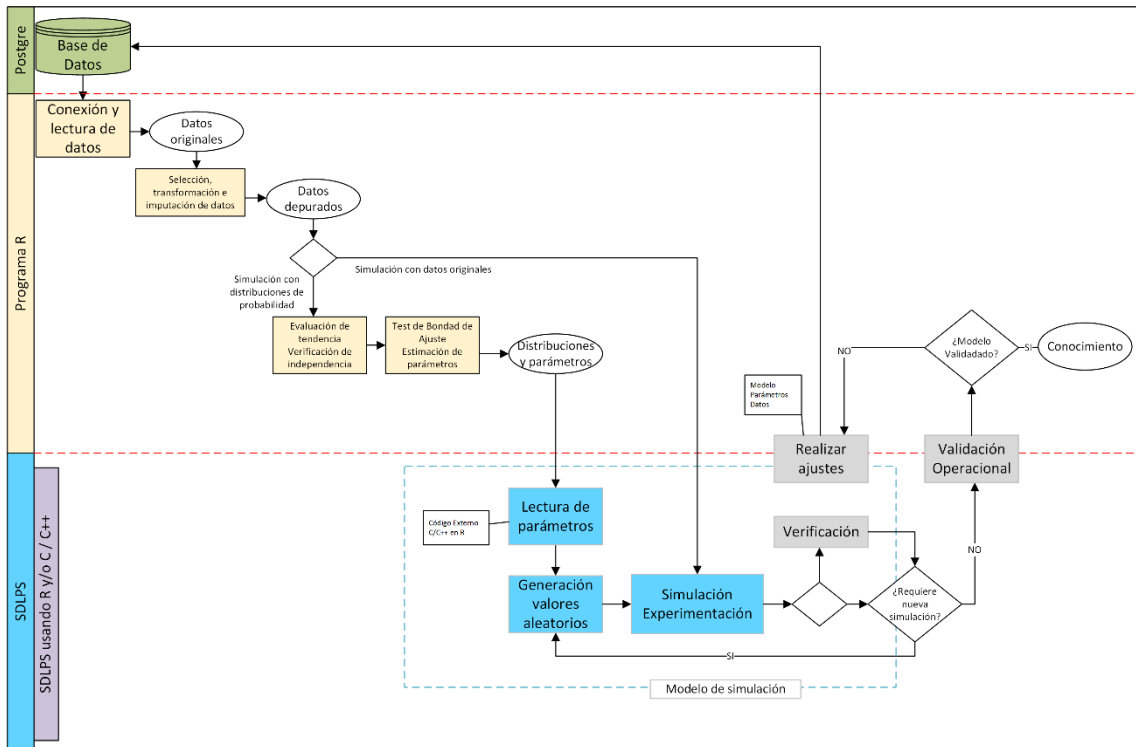 Postgre
Base de
Datos
Programa R
Conexión y
lectura de
datos
Datos
originales
Selección,
transformación e
imputación de datos
Datos
depurados
Simulación con datos originales
Simulación con
distribuciones de
probabilidad
Evaluación de
tendencia
Verificación de
independencia
Test de Bondad de
Ajuste
Estimación de
parámetros
Distribuciones
y parámetros
¿Modelo
Validadado?
NO
SI
Conocimiento
Modelo
Parámetros
Datos
Realizar
ajustes
Validación
Operacional
SDLPS
SDLPS usando R y/o C / C++
Lectura de
parámetros
Código Externo
C/C++ en R
Verificación
NO
Generación
valores
aleatorios
Simulación
Experimentación
¿Requiere
nueva
simulación?
SI
Modelo de simulación